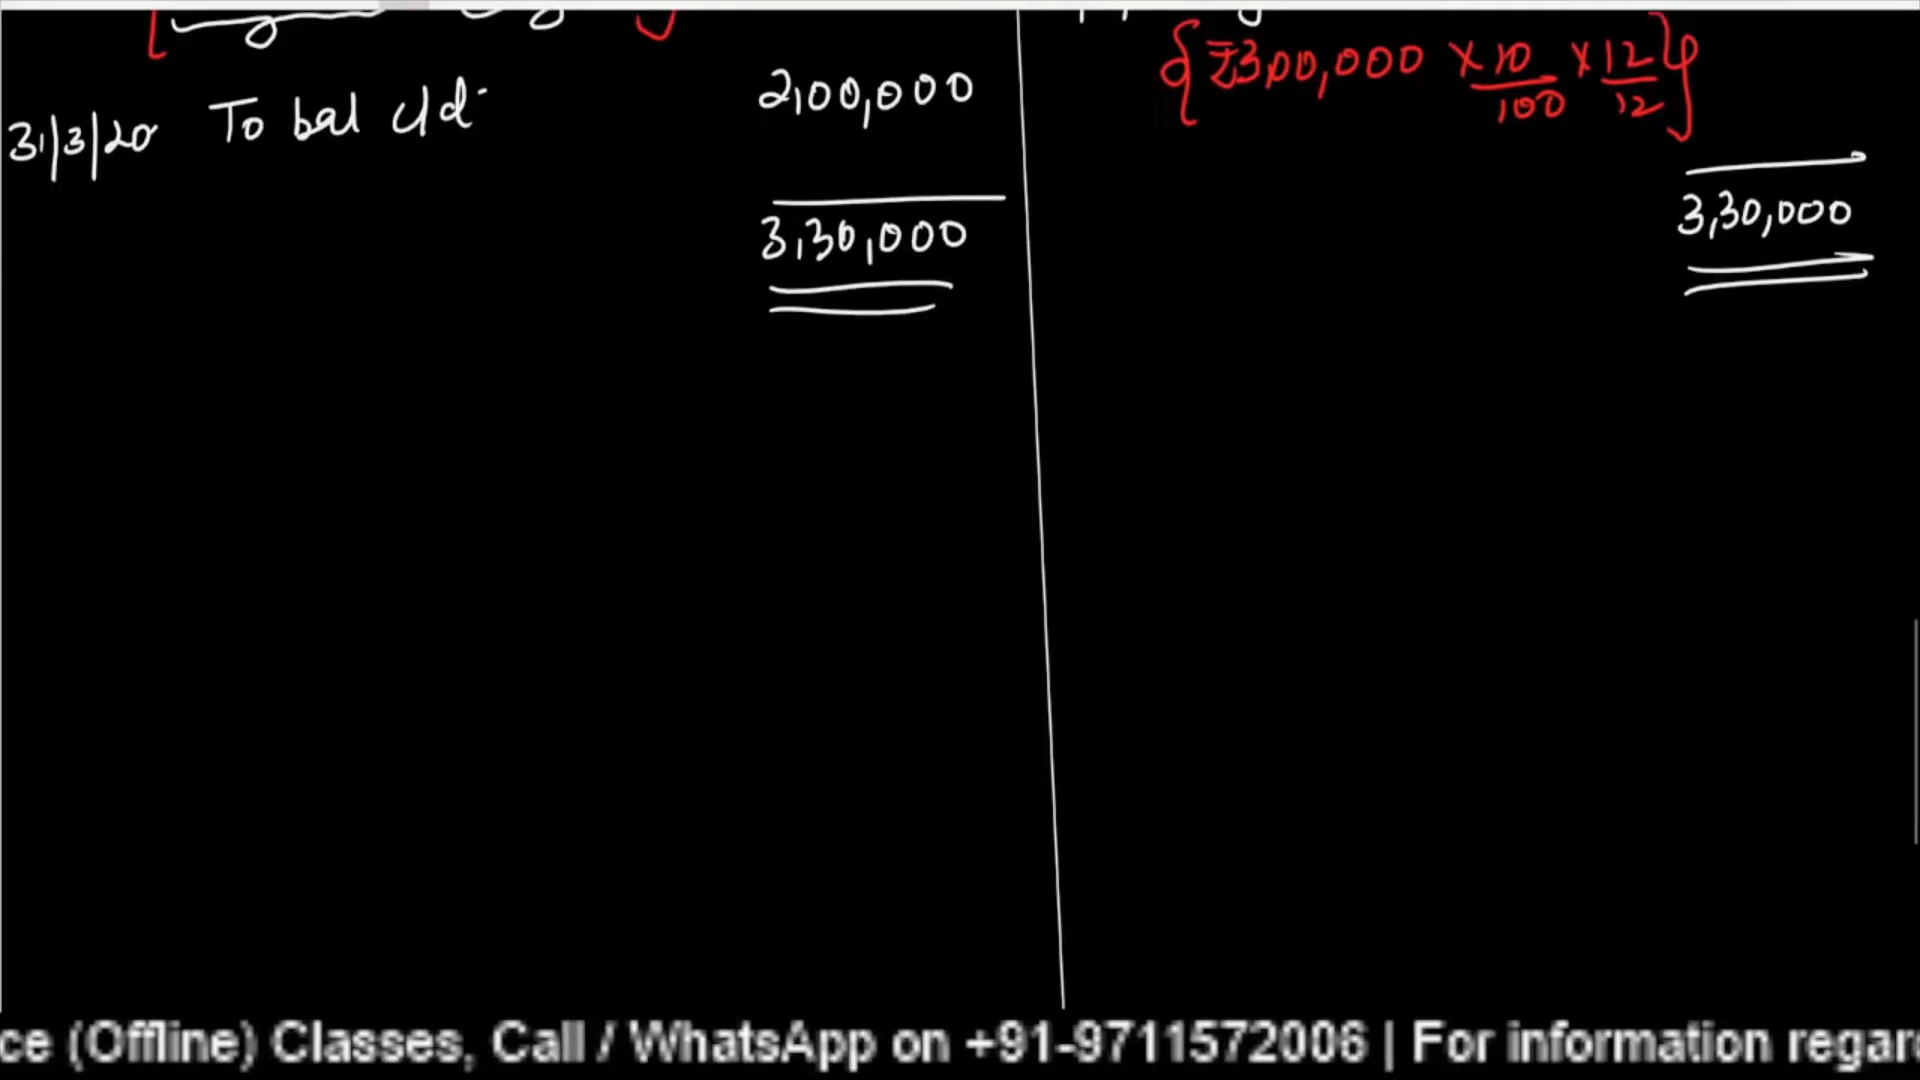 {₹3,00,000 × 10/100 × 12/12}
31/3/20 To bal c/d 2,00,000
3,30,000 3,30,000
ce (Offline) Classes, Call / WhatsApp on +91-9711572006 | For information regar